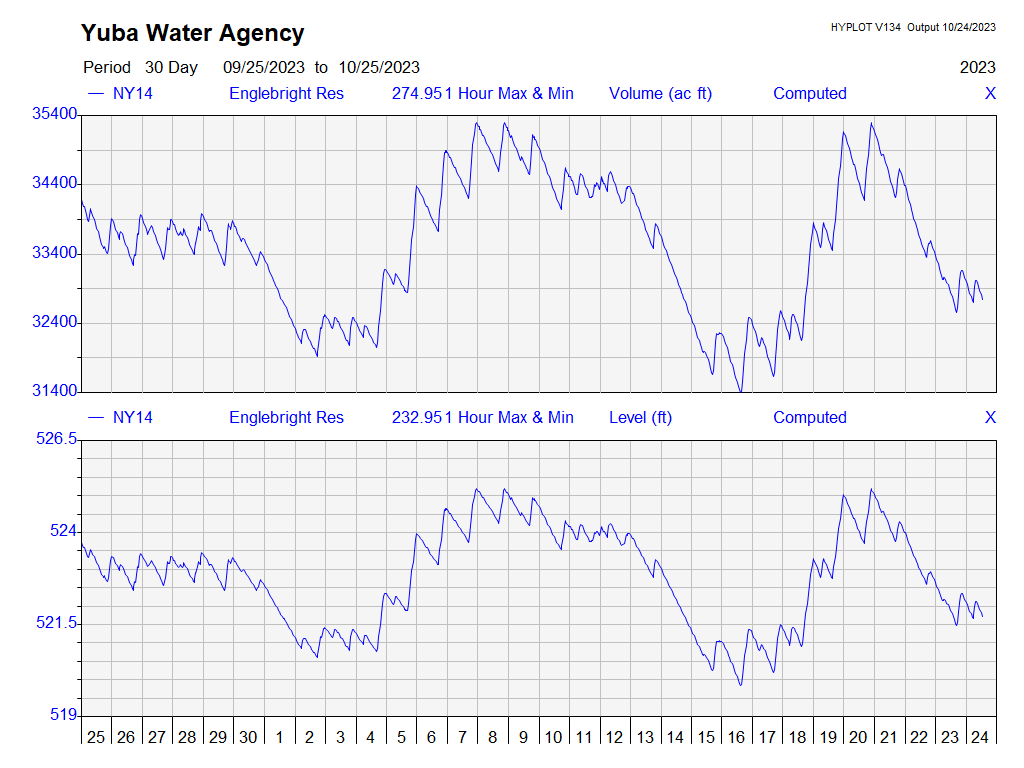 Yuba Water Agency
HYPLOT V134 Output 10/24/2023
Period 30 Day 09/25/2023 to 10/25/2023
2023
NY14 Englebright Res 274.951 Hour Max & Min Volume (ac ft) Computed X
35400
34400
33400
32400
31400
NY14 Englebright Res 232.951 Hour Max & Min Level (ft) Computed X
526.5
524
521.5
519
25 26 27 28 29 30 1 2 3 4 5 6 7 8 9 10 11 12 13 14 15 16 17 18 19 20 21 22 23 24